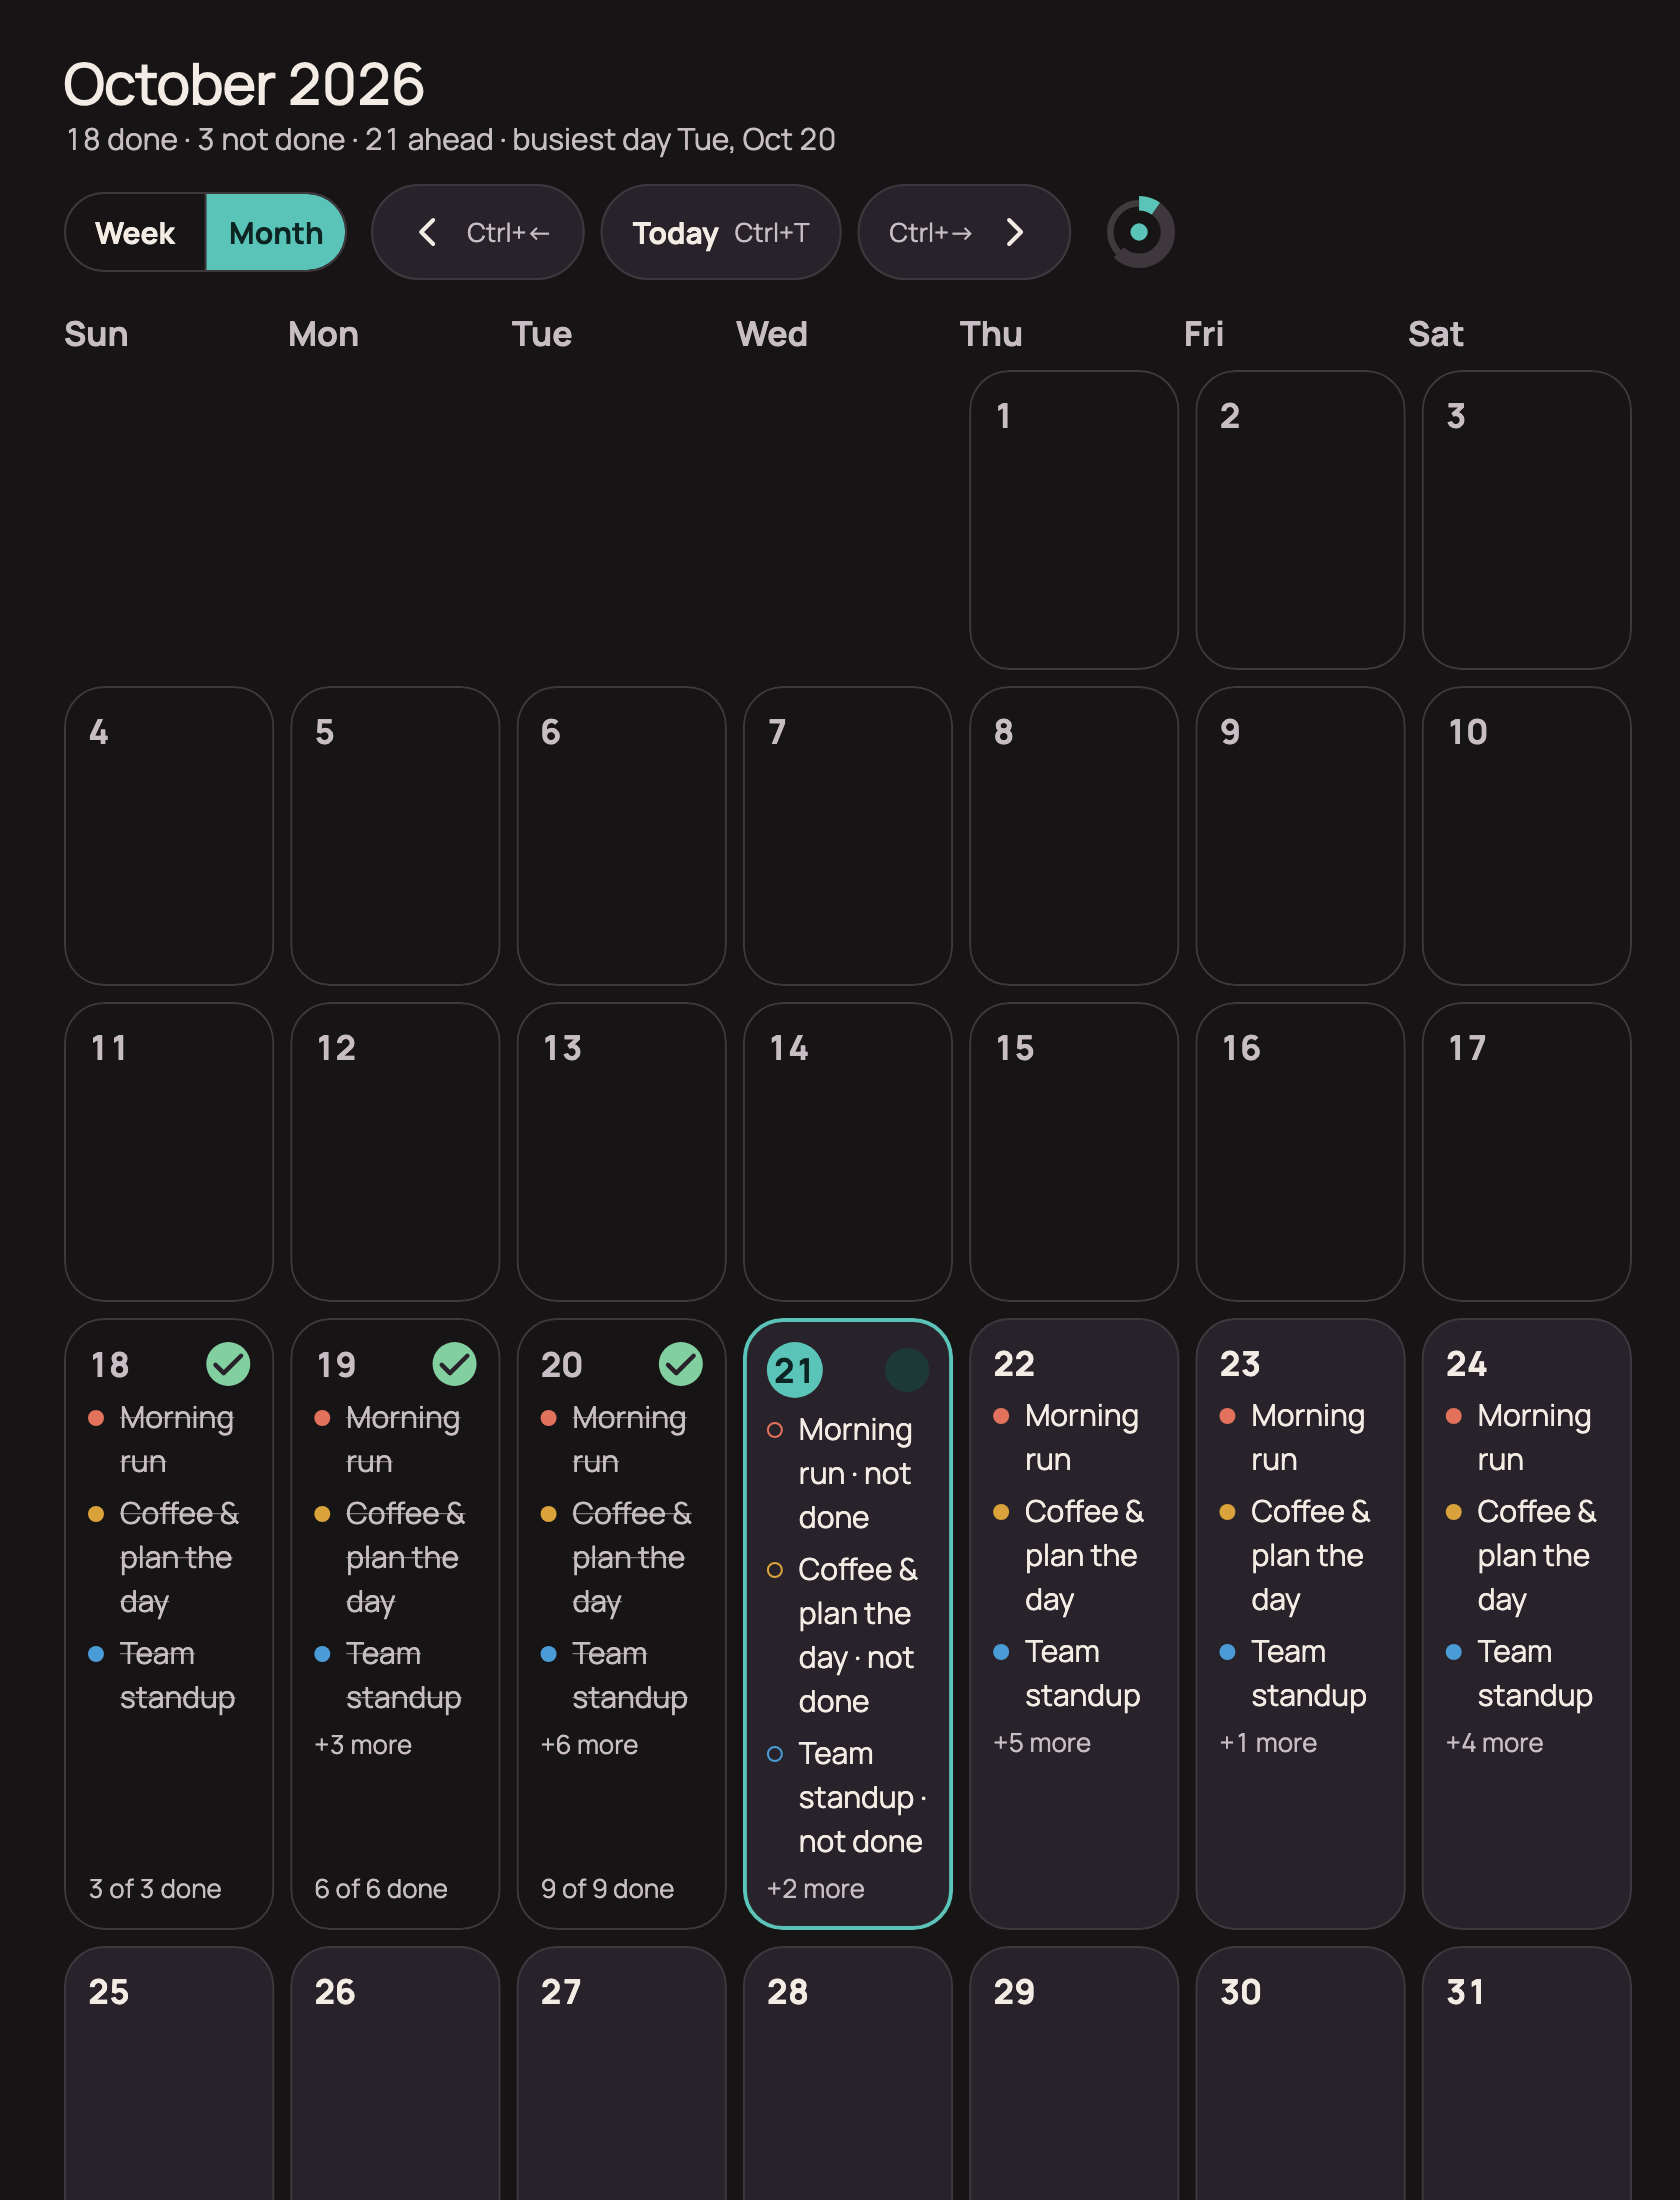 October 2026
18 done · 3 not done · 21 ahead · busiest day Tue, Oct 20
Week Month Ctrl+← Today Ctrl+T Ctrl+→
Sun Mon Tue Wed Thu Fri Sat
1 2 3
4 5 6 7 8 9 10
11 12 13 14 15 16 17
18
Morning
run
Coffee &
plan the
day
Team
standup
3 of 3 done
19
Morning
run
Coffee &
plan the
day
Team
standup
+3 more
6 of 6 done
20
Morning
run
Coffee &
plan the
day
Team
standup
+6 more
9 of 9 done
21
Morning
run · not
done
Coffee &
plan the
day · not
done
Team
standup ·
not done
+2 more
22
Morning
run
Coffee &
plan the
day
Team
standup
+5 more
23
Morning
run
Coffee &
plan the
day
Team
standup
+1 more
24
Morning
run
Coffee &
plan the
day
Team
standup
+4 more
25 26 27 28 29 30 31